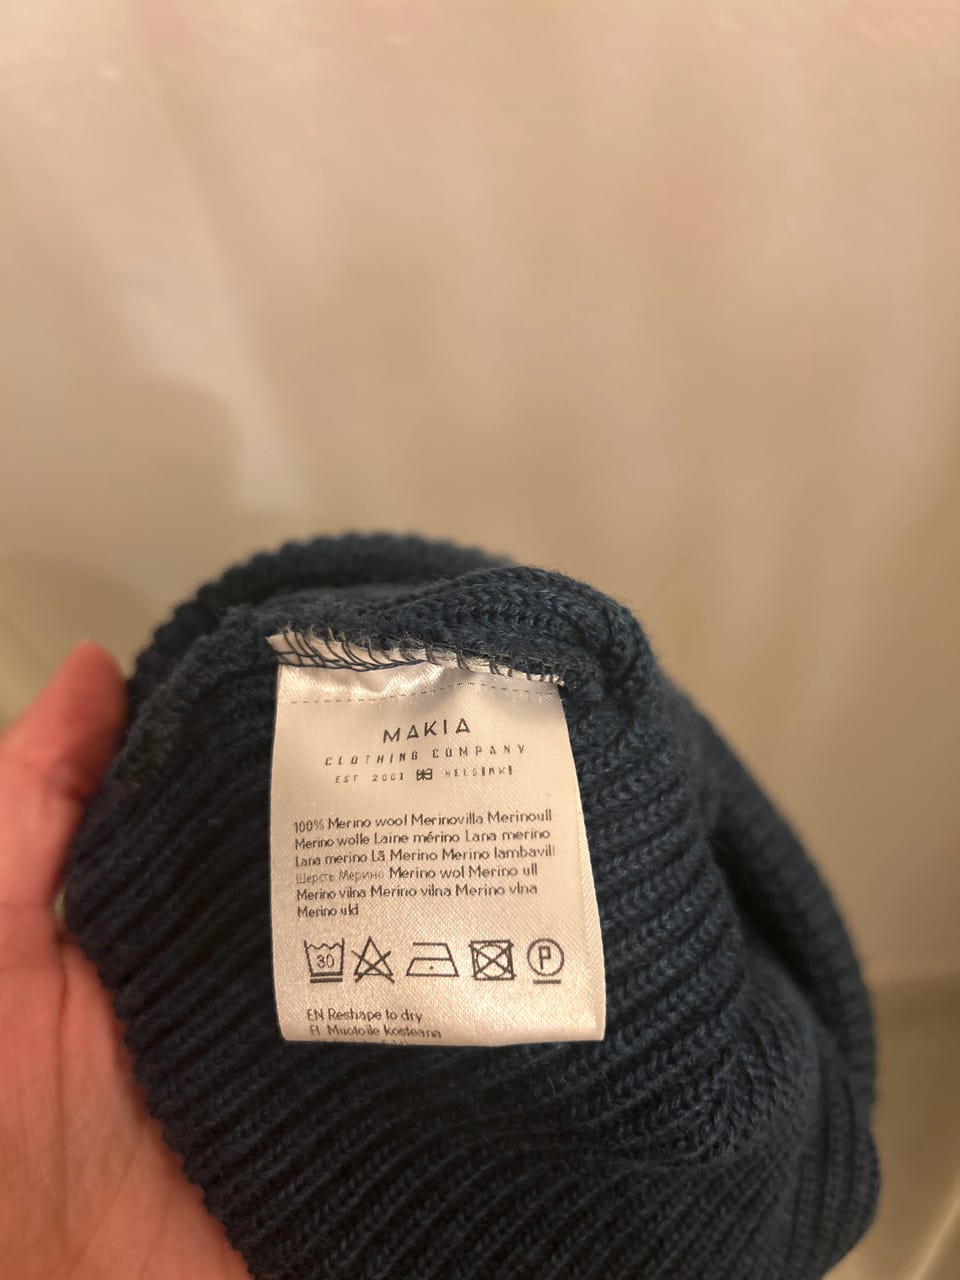 MAKIA
CLOTHING COMPANY
EST 2001 HELSINKI
100% Merino wool Merinovilla Merinoull
Merino wolle Laine mérino Lana merino
Lana merino Lã Merino Merino lambavill
Шерсть Мерино Merino wol Merino ull
Merino vilna Merino vilna Merino vlna
Merino uld
30
P
EN Reshape to dry
FI Muotoile kosteana